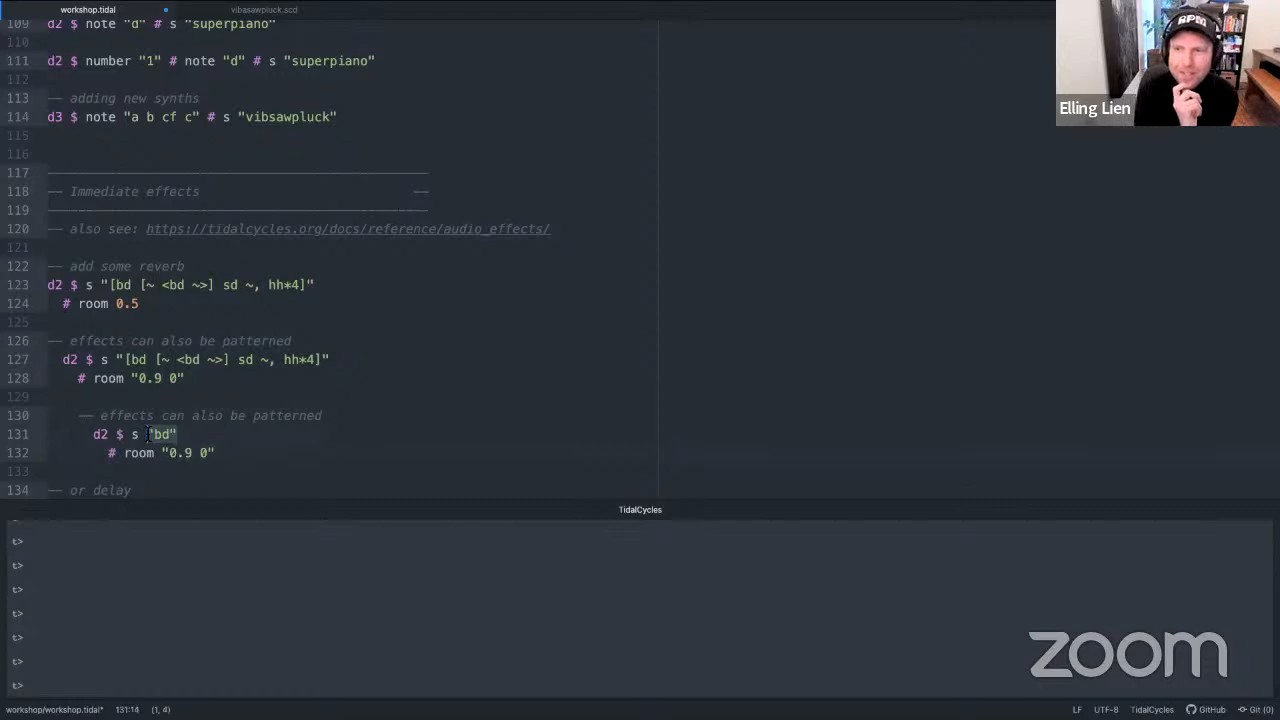 workshop.tidal
vibasawpluck.scd
109 d2 $ note "d" # s "superpiano"
110
111 d2 $ number "1" # note "d" # s "superpiano"
112
113 -- adding new synths
114 d3 $ note "a b cf c" # s "vibsawpluck"
115
116
117 ----------------------------------------------------
118 -- Immediate effects --
119 ----------------------------------------------------
120 -- also see: https://tidalcycles.org/docs/reference/audio_effects/
121
122 -- add some reverb
123 d2 $ s "[bd [~ <bd ~>] sd ~, hh*4]"
124 # room 0.5
125
126 -- effects can also be patterned
127 d2 $ s "[bd [~ <bd ~>] sd ~, hh*4]"
128 # room "0.9 0"
129
130 -- effects can also be patterned
131 d2 $ s "bd"
132 # room "0.9 0"
133
134 -- or delay
RPM
Elling Lien
TidalCycles
t>
t>
t>
t>
t>
t>
t>
zoom
workshop/workshop.tidal* 131:14 (1, 4)
LF UTF-8 TidalCycles GitHub Git (0)